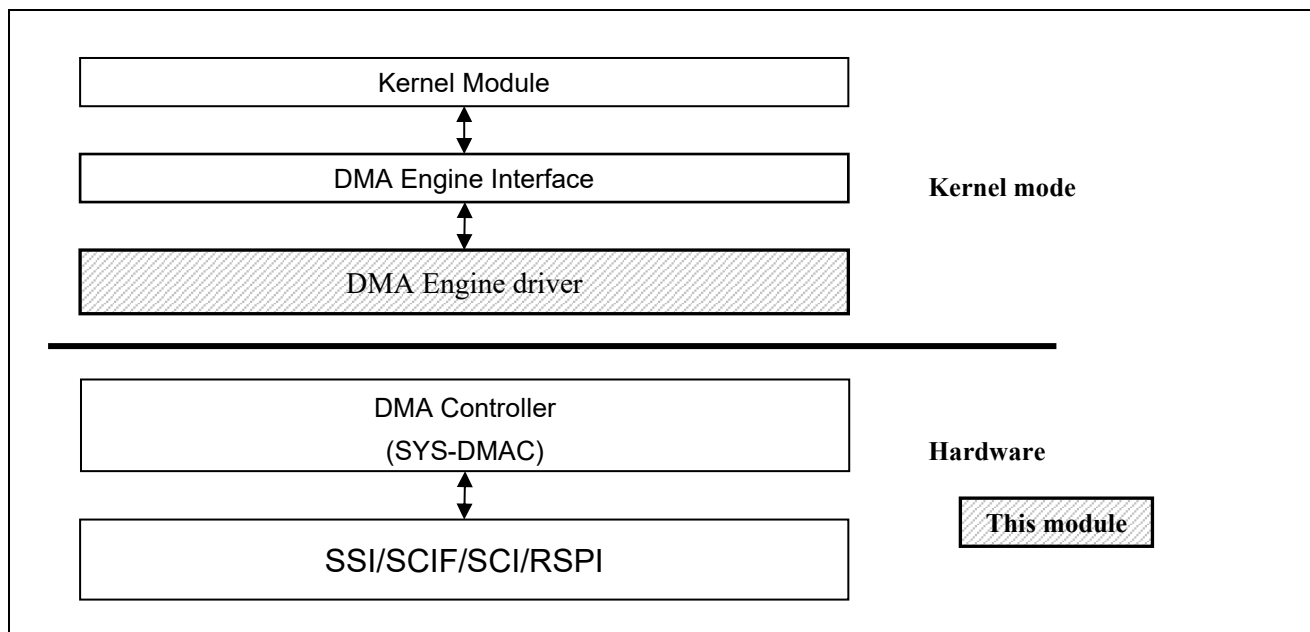 Kernel Module
DMA Engine Interface
Kernel mode
DMA Engine driver
DMA Controller
(SYS-DMAC)
Hardware
This module
SSI/SCIF/SCI/RSPI